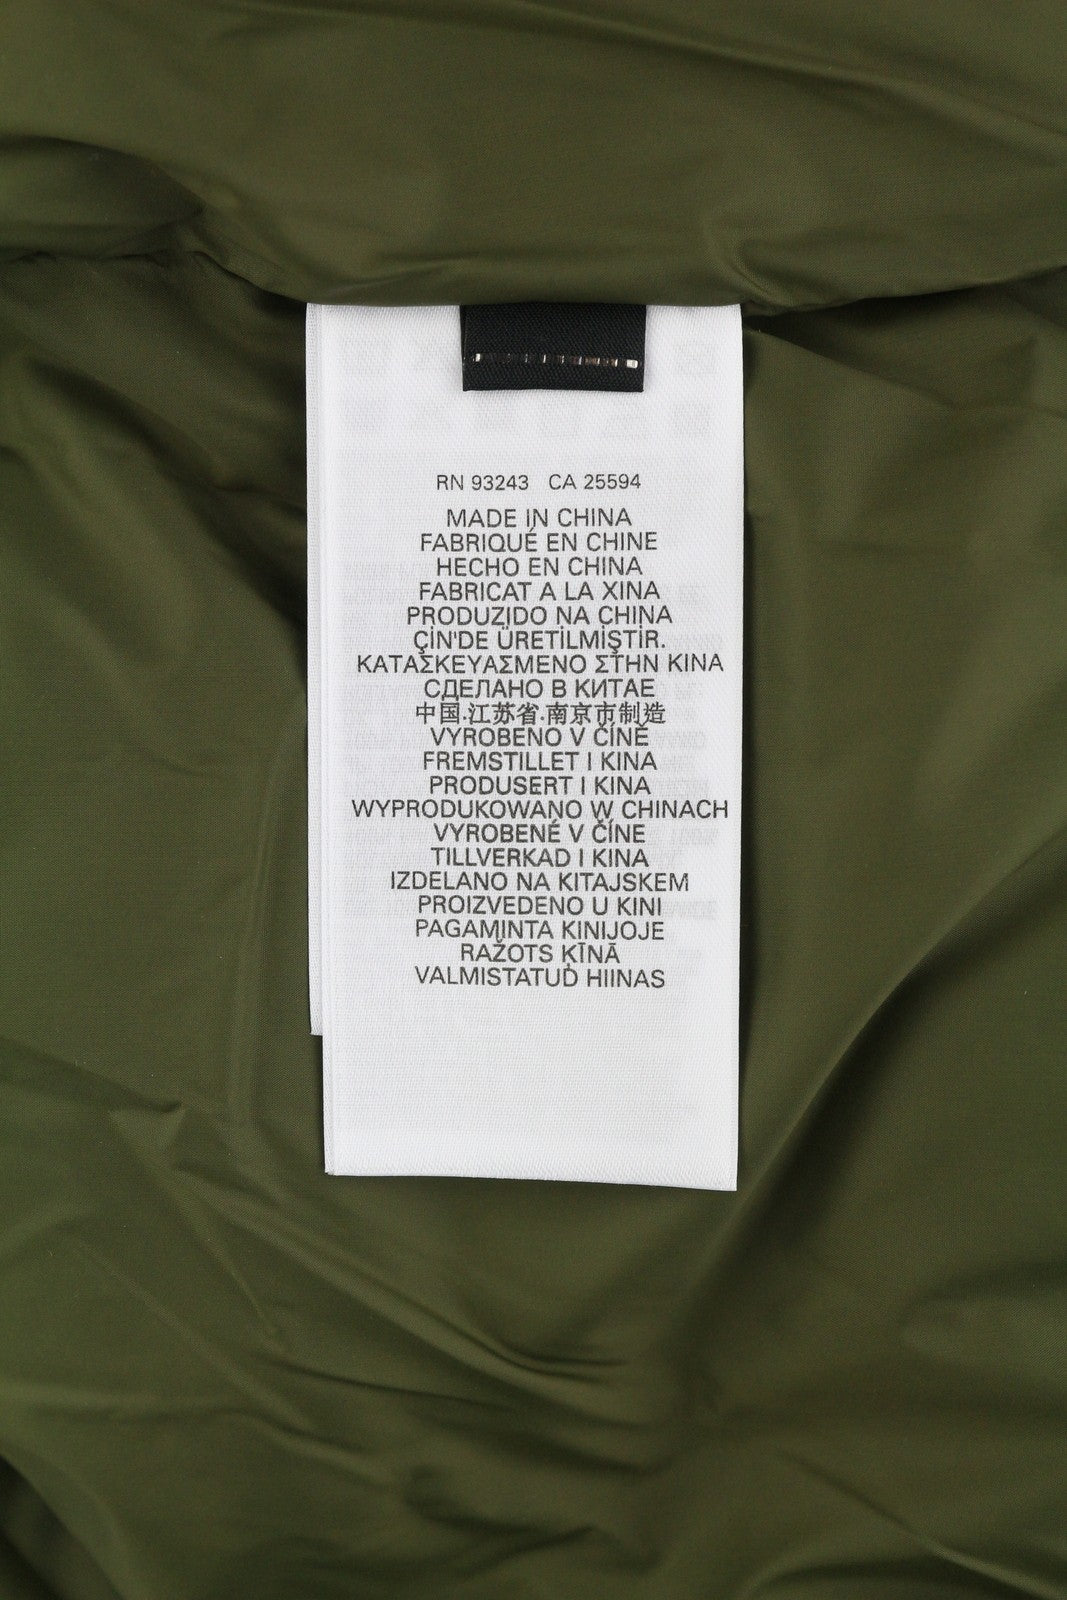 RN 93243 CA 25594
MADE IN CHINA
FABRIQUÉ EN CHINE
HECHO EN CHINA
FABRICAT A LA XINA
PRODUZIDO NA CHINA
ÇİN'DE ÜRETİLMİŞTİR.
ΚΑΤΑΣΚΕΥΑΣΜΕΝΟ ΣΤΗΝ ΚΙΝΑ
СДЕЛАНО В КИТАЕ
中国.江苏省.南京市制造
VYROBENO V ČÍNĚ
FREMSTILLET I KINA
PRODUSERT I KINA
WYPRODUKOWANO W CHINACH
VYROBENÉ V ČÍNE
TILLVERKAD I KINA
IZDELANO NA KITAJSKEM
PROIZVEDENO U KINI
PAGAMINTA KINIJOJE
RAŽOTS ĶĪNĀ
VALMISTATUD HIINAS